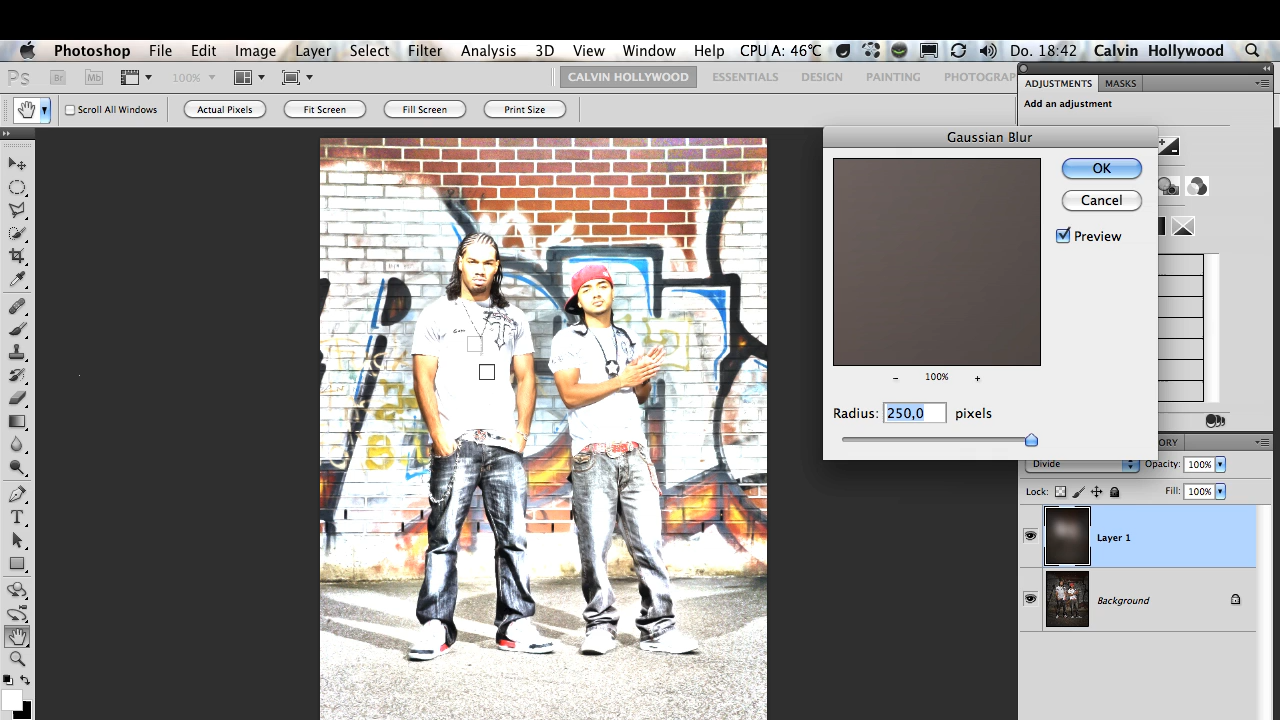 Photoshop File Edit Image Layer Select Filter Analysis 3D View Window Help CPU A: 46°C Do. 18:42 Calvin Hollywood
Ps Br Mb 100% CALVIN HOLLYWOOD ESSENTIALS DESIGN PAINTING PHOTOGRAP
Scroll All Windows Actual Pixels Fit Screen Fill Screen Print Size
ADJUSTMENTS MASKS
Add an adjustment
Gaussian Blur
OK
Cancel
Preview
− 100% +
Radius: 250,0 pixels
ORY
Divide Opacity: 100%
Lock: Fill: 100%
Layer 1
Background